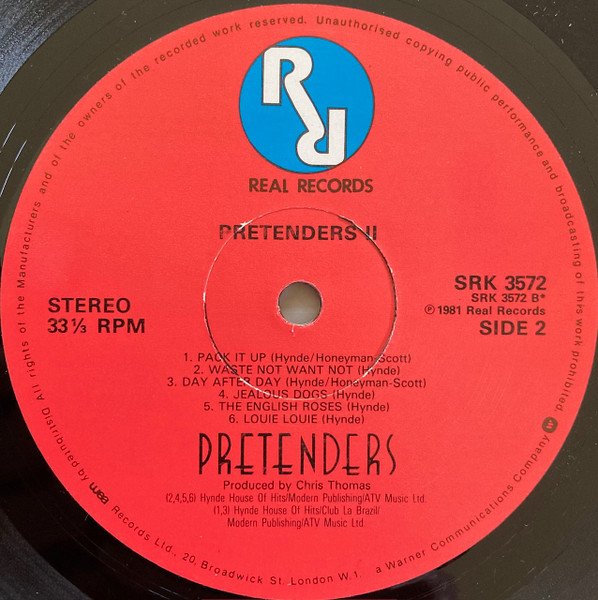 All rights of the Manufacturers and of the owners of the recorded work reserved. Unauthorised copying public performance and broadcasting of this work prohibited.
RR
REAL RECORDS
PRETENDERS II
STEREO
33⅓ RPM
SRK 3572
SRK 3572 B*
℗ 1981 Real Records
SIDE 2
1. PACK IT UP (Hynde/Honeyman-Scott)
2. WASTE NOT WANT NOT (Hynde)
3. DAY AFTER DAY (Hynde/Honeyman-Scott)
4. JEALOUS DOGS (Hynde)
5. THE ENGLISH ROSES (Hynde)
6. LOUIE LOUIE (Hynde)
PRETENDERS
Produced by Chris Thomas
(2,4,5,6) Hynde House Of Hits/Modern Publishing/ATV Music Ltd.
(1,3) Hynde House Of Hits/Club La Brazil/
Modern Publishing/ATV Music Ltd.
Distributed by wea Records Ltd., 20 Broadwick St. London W.1. a Warner Communications Company W